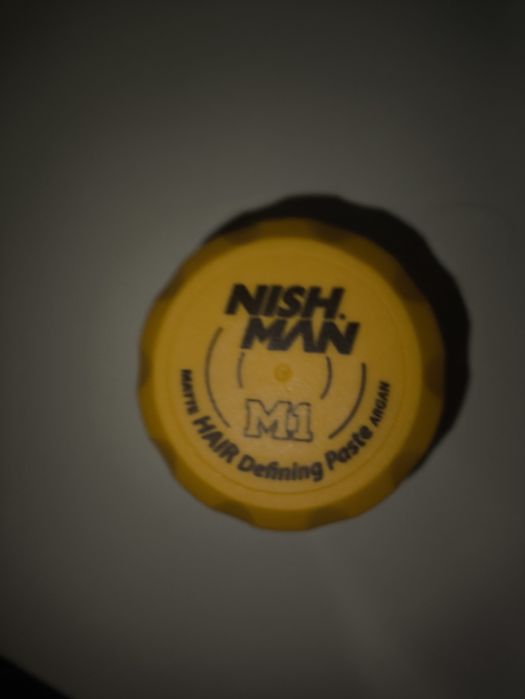 NISH.
MAN
M1
MATTE HAIR Defining Paste ARGAN